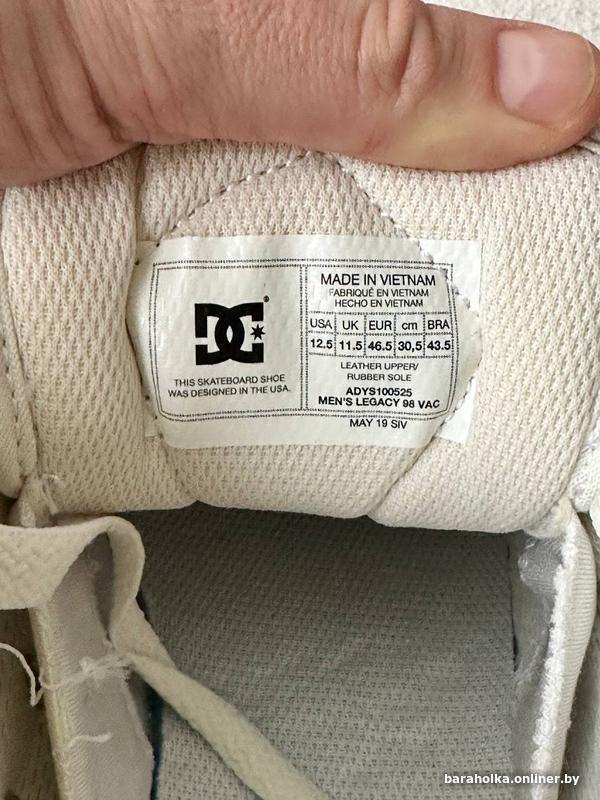 DC®
THIS SKATEBOARD SHOE
WAS DESIGNED IN THE USA.
MADE IN VIETNAM
FABRIQUÉ EN VIETNAM
HECHO EN VIETNAM
USA UK EUR cm BRA
12.5 11.5 46.5 30,5 43.5
LEATHER UPPER/
RUBBER SOLE
ADYS100525
MEN'S LEGACY 98 VAC
MAY 19 SIV
baraholka.onliner.by